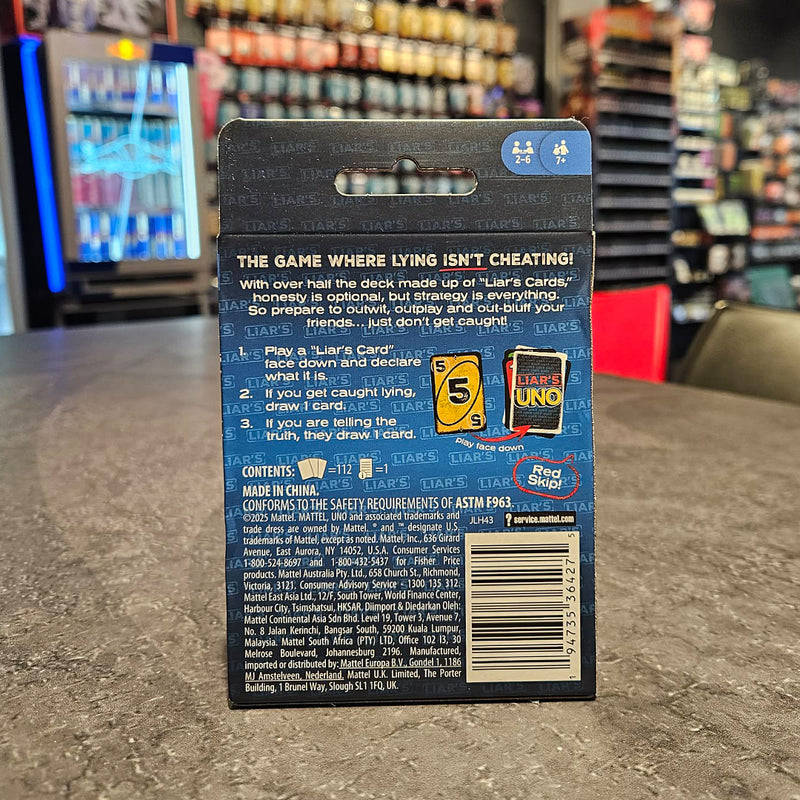 2-6
7+
THE GAME WHERE LYING ISN'T CHEATING!
With over half the deck made up of "Liar's Cards,"
honesty is optional, but strategy is everything.
So prepare to outwit, outplay and out-bluff your
friends... just don't get caught!
1. Play a "Liar's Card"
face down and declare
what it is.
2. If you get caught lying,
draw 1 card.
3. If you are telling the
truth, they draw 1 card.
5
5
5
LIAR'S
UNO
play face down
Red
Skip!
CONTENTS: =112 =1
MADE IN CHINA.
CONFORMS TO THE SAFETY REQUIREMENTS OF ASTM F963.
©2025 Mattel. MATTEL, UNO and associated trademarks and
trade dress are owned by Mattel. ® and ™ designate U.S.
trademarks of Mattel, except as noted. Mattel, Inc., 636 Girard
Avenue, East Aurora, NY 14052, U.S.A. Consumer Services
1-800-524-8697 and 1-800-432-5437 for Fisher Price
products. Mattel Australia Pty. Ltd., 658 Church St., Richmond,
Victoria, 3121. Consumer Advisory Service - 1300 135 312.
Mattel East Asia Ltd., 12/F, South Tower, World Finance Center,
Harbour City, Tsimshatsui, HKSAR. Diimport & Diedarkan Oleh:
Mattel Continental Asia Sdn Bhd. Level 19, Tower 3, Avenue 7,
No. 8 Jalan Kerinchi, Bangsar South, 59200 Kuala Lumpur,
Malaysia. Mattel South Africa (PTY) LTD, Office 102 I3, 30
Melrose Boulevard, Johannesburg 2196. Manufactured,
imported or distributed by: Mattel Europa B.V., Gondel 1, 1186
MJ Amstelveen, Nederland. Mattel U.K. Limited, The Porter
Building, 1 Brunel Way, Slough SL1 1FQ, UK.
JLH43
? service.mattel.com
1 94735 36427 5